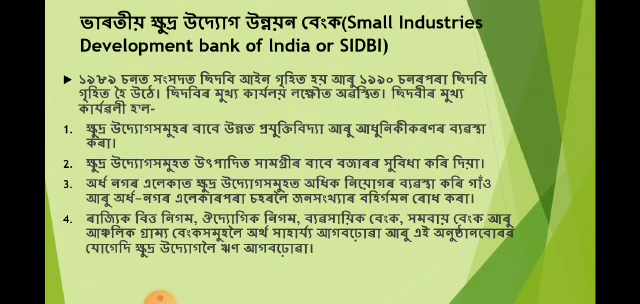 ভাৰতীয় ক্ষুদ্ৰ উদ্যোগ উন্নয়ন বেংক(Small Industries
Development bank of India or SIDBI)
১৯৮৯ চনত সংসদত ছিদবি আইন গৃহিত হয় আৰু ১৯৯০ চনৰপৰা ছিদবি
গৃহিত হৈ উঠে। ছিদবিৰ মুখ্য কাৰ্যলয় লক্ষ্ণৌত অৱস্থিত। ছিদবীৰ মুখ্য
কাৰ্যৱলী হ'ল-
1. ক্ষুদ্ৰ উদ্যোগসমুহৰ বাবে উন্নত প্ৰযুক্তিবিদ্যা আৰু আধুনিকীকৰণৰ ব্যৱস্থা
কৰা।
2. ক্ষুদ্ৰ উদ্যোগসমুহত উৎপাদিত সামগ্ৰীৰ বাবে বজাৰৰ সুবিধা কৰি দিয়া।
3. অৰ্ধ নগৰ এলেকাত ক্ষুদ্ৰ উদ্যোগসমুহত অধিক নিয়োগৰ ব্যৱস্থা কৰি গাঁও
আৰু অৰ্ধ-নগৰ এলেকাৰপৰা চহৰলৈ জনসংখ্যাৰ বহিৰ্গমন ৰোধ কৰা।
4. ৰাজ্যিক বিত্ত নিগম, ঔদ্যোগিক নিগম, ব্যৱসায়িক বেংক, সমবায় বেংক আৰু
আঞ্চলিক গ্ৰাম্য বেংকসমুহলৈ অৰ্থ সাহাৰ্য্য আগবঢ়োৱা আৰু এই অনুষ্ঠানবোৰৰ
যোগেদি ক্ষুদ্ৰ উদ্যোগলৈ ঋণ আগবঢ়োৱা।